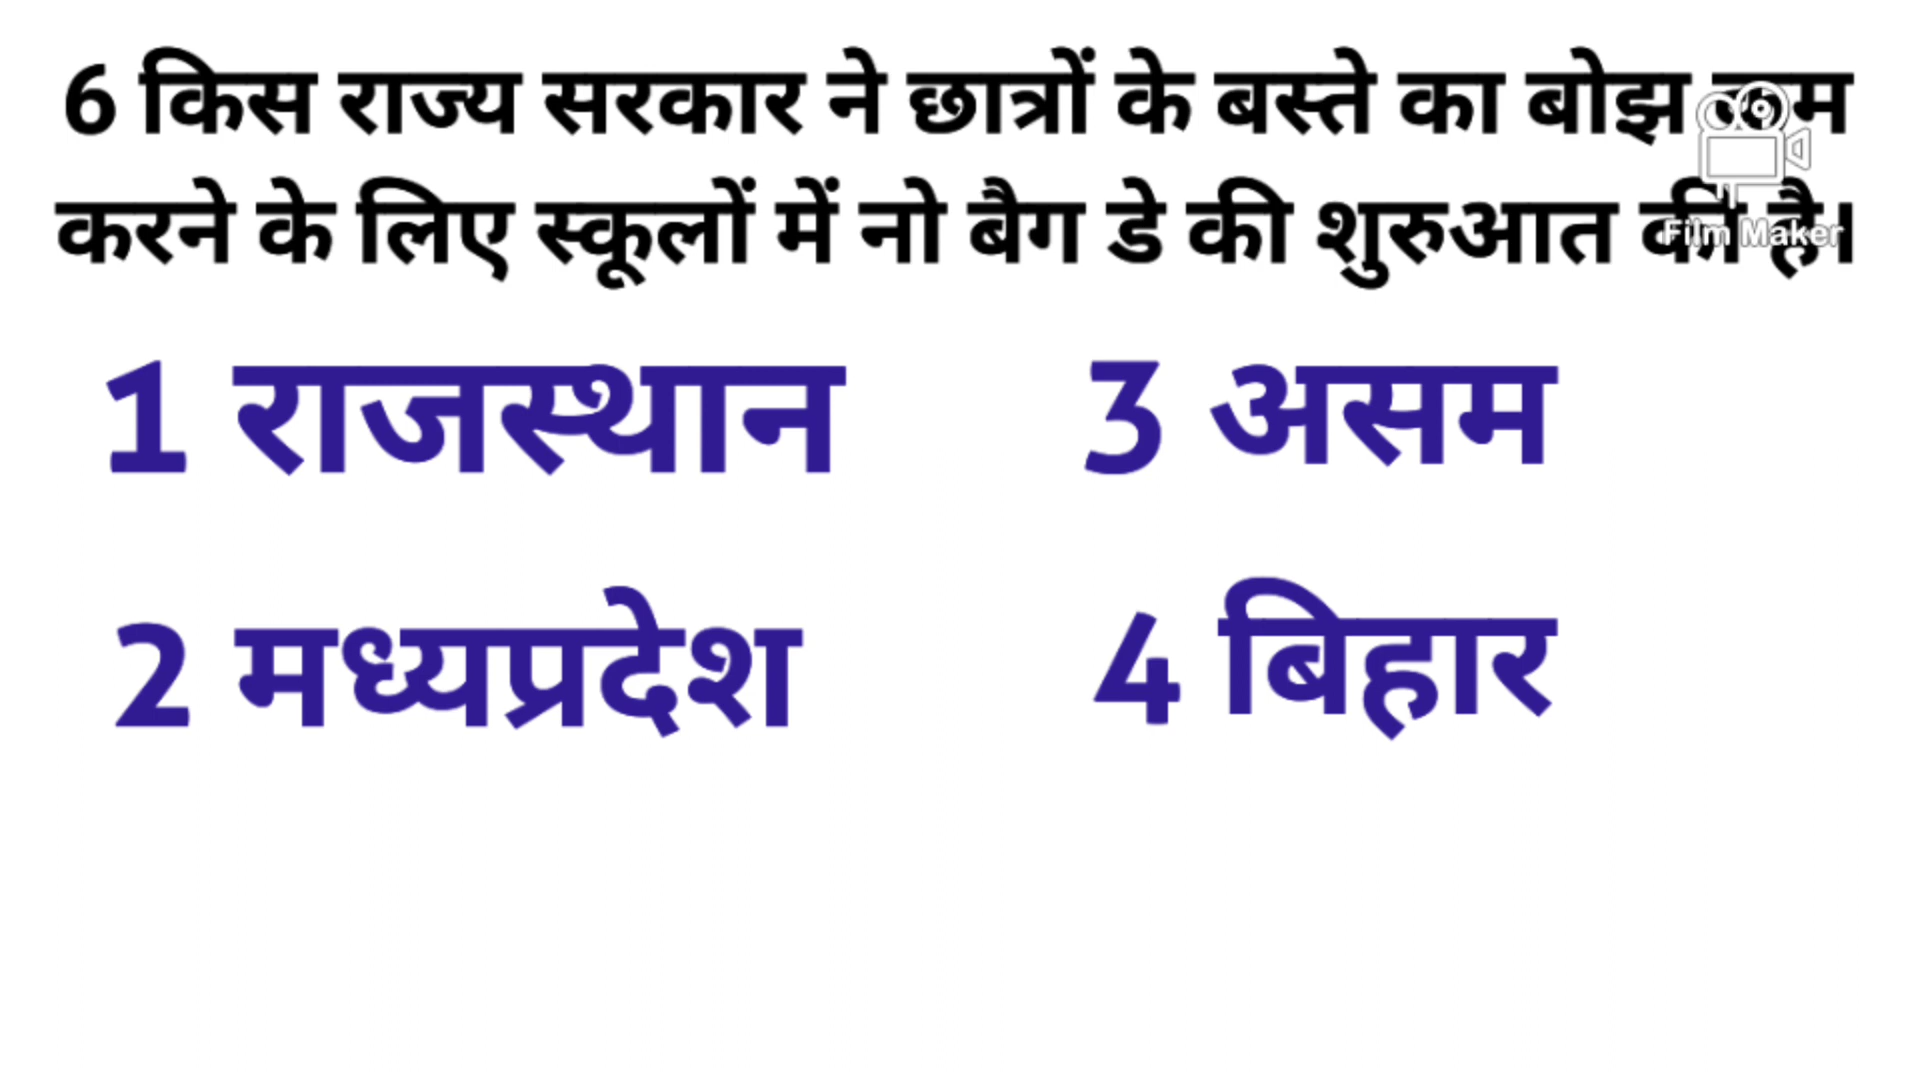 6 किस राज्य सरकार ने छात्रों के बस्ते का बोझ कम
करने के लिए स्कूलों में नो बैग डे की शुरुआत की है।
Film Maker
1 राजस्थान
3 असम
2 मध्यप्रदेश
4 बिहार